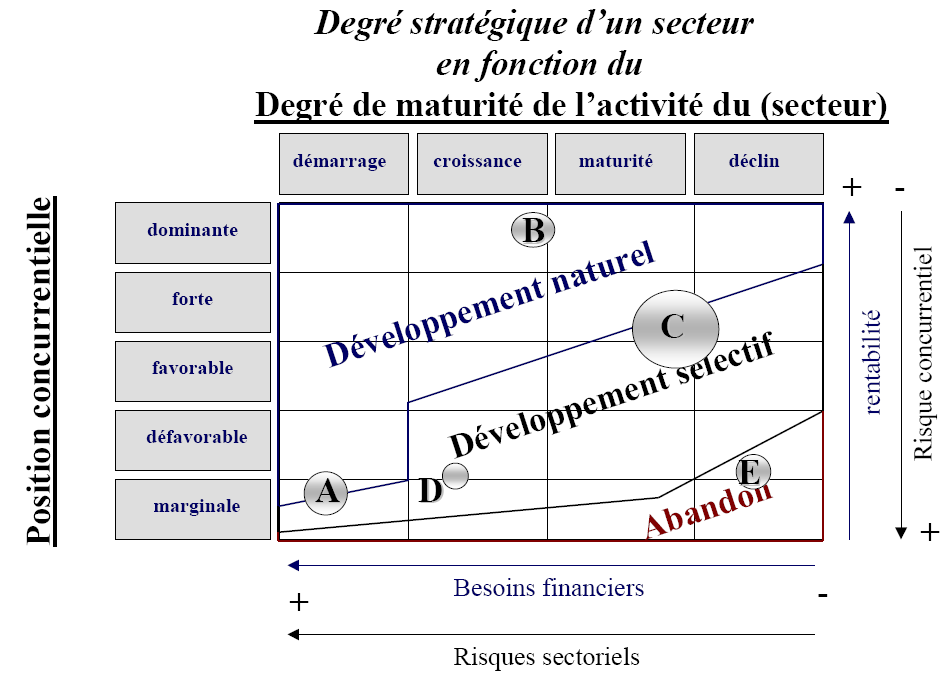 Degré stratégique d’un secteur
en fonction du
Degré de maturité de l’activité du (secteur)
démarrage
croissance
maturité
déclin
+
-
Position concurrentielle
dominante
forte
favorable
défavorable
marginale
B
Développement naturel
C
Développement sélectif
A
D
E
Abandon
rentabilité
Risque concurrentiel
+
Besoins financiers
+
-
Risques sectoriels